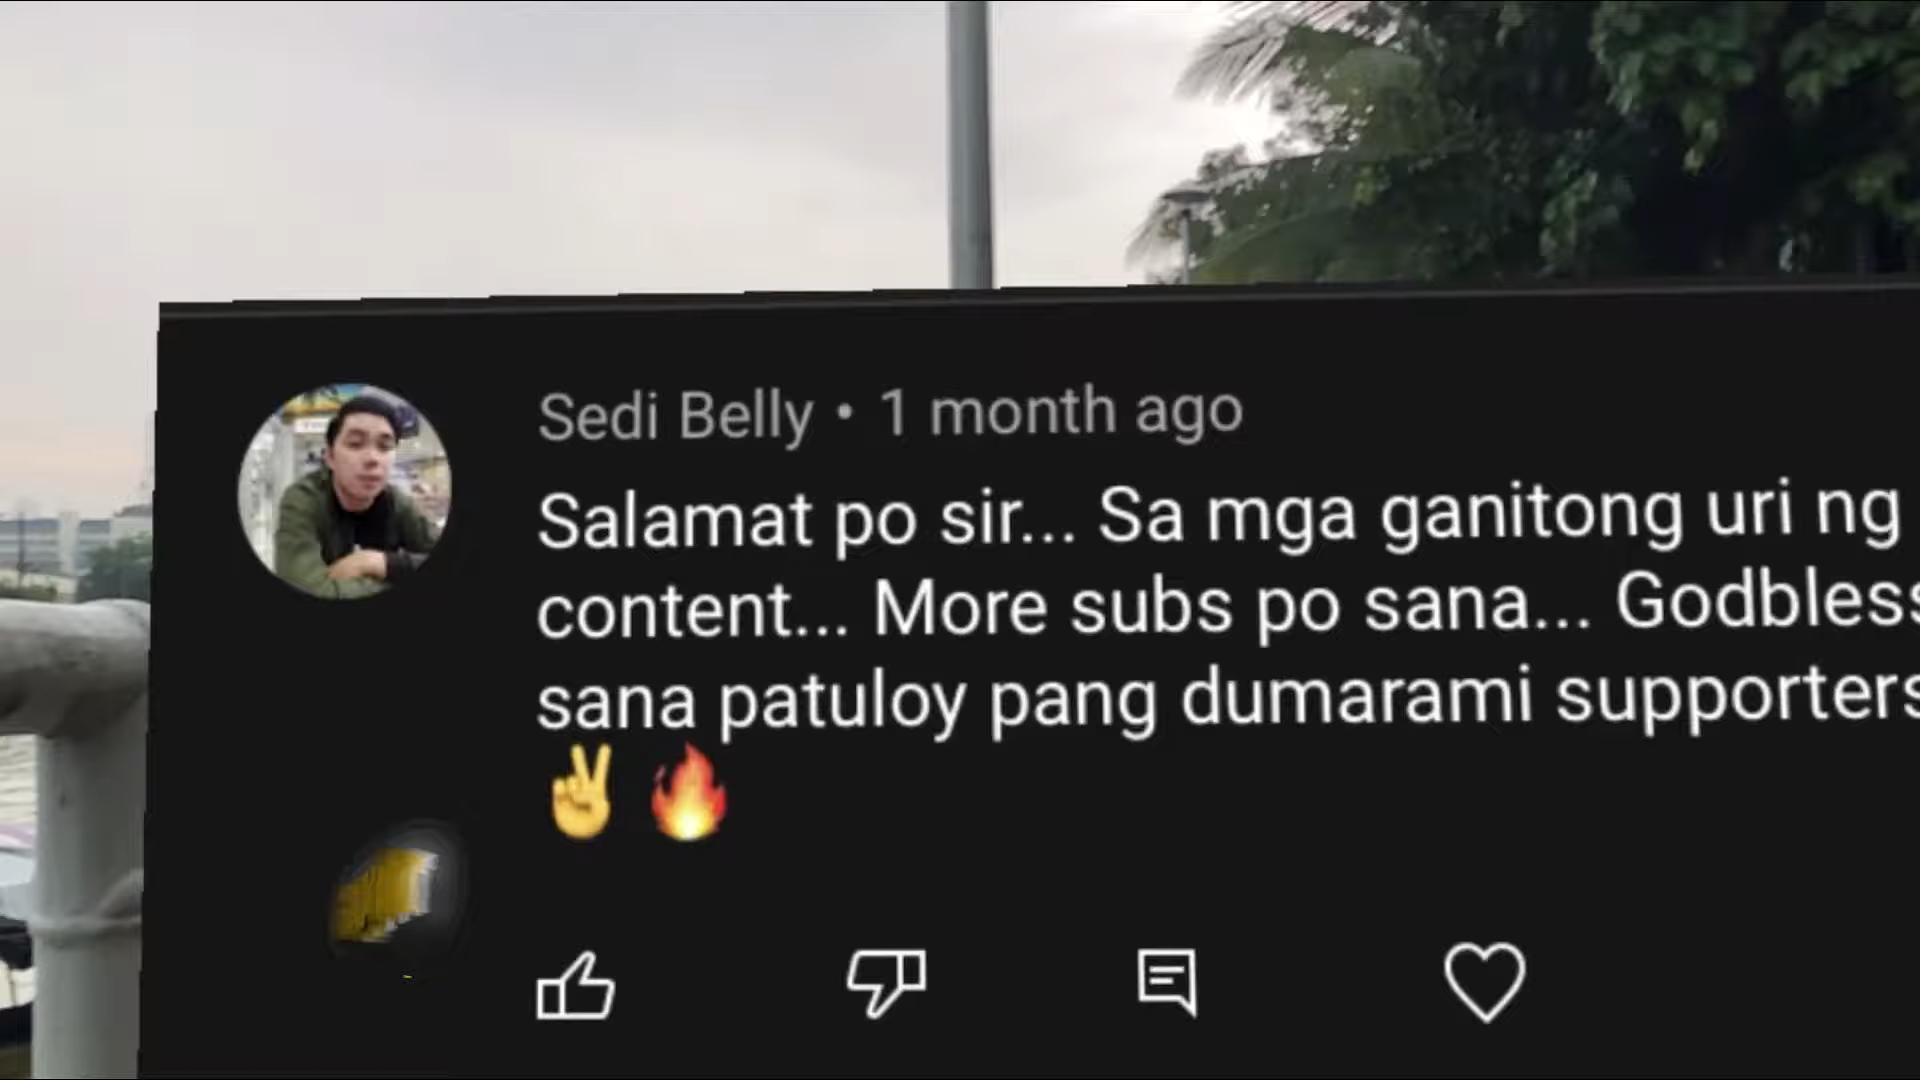 Sedi Belly • 1 month ago
Salamat po sir... Sa mga ganitong uri ng
content... More subs po sana... Godbless
sana patuloy pang dumarami supporters
✌️ 🔥